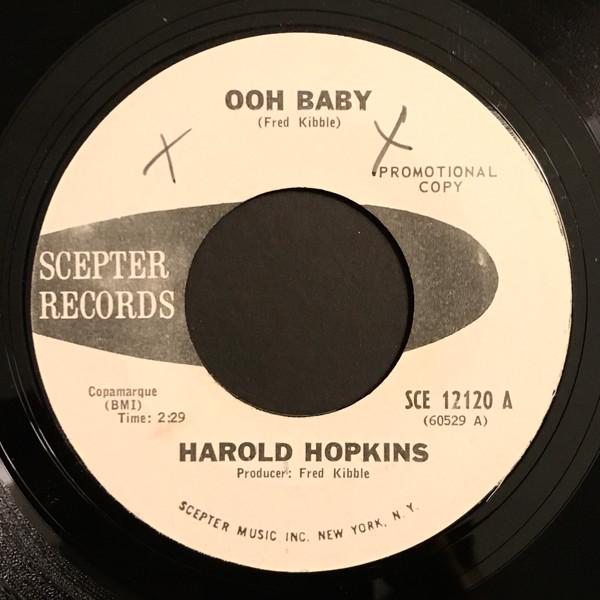 OOH BABY
(Fred Kibble)
X X
PROMOTIONAL
COPY
SCEPTER
RECORDS
Copamarque
(BMI)
Time: 2:29
SCE 12120 A
(60529 A)
HAROLD HOPKINS
Producer: Fred Kibble
SCEPTER MUSIC INC. NEW YORK, N.Y.